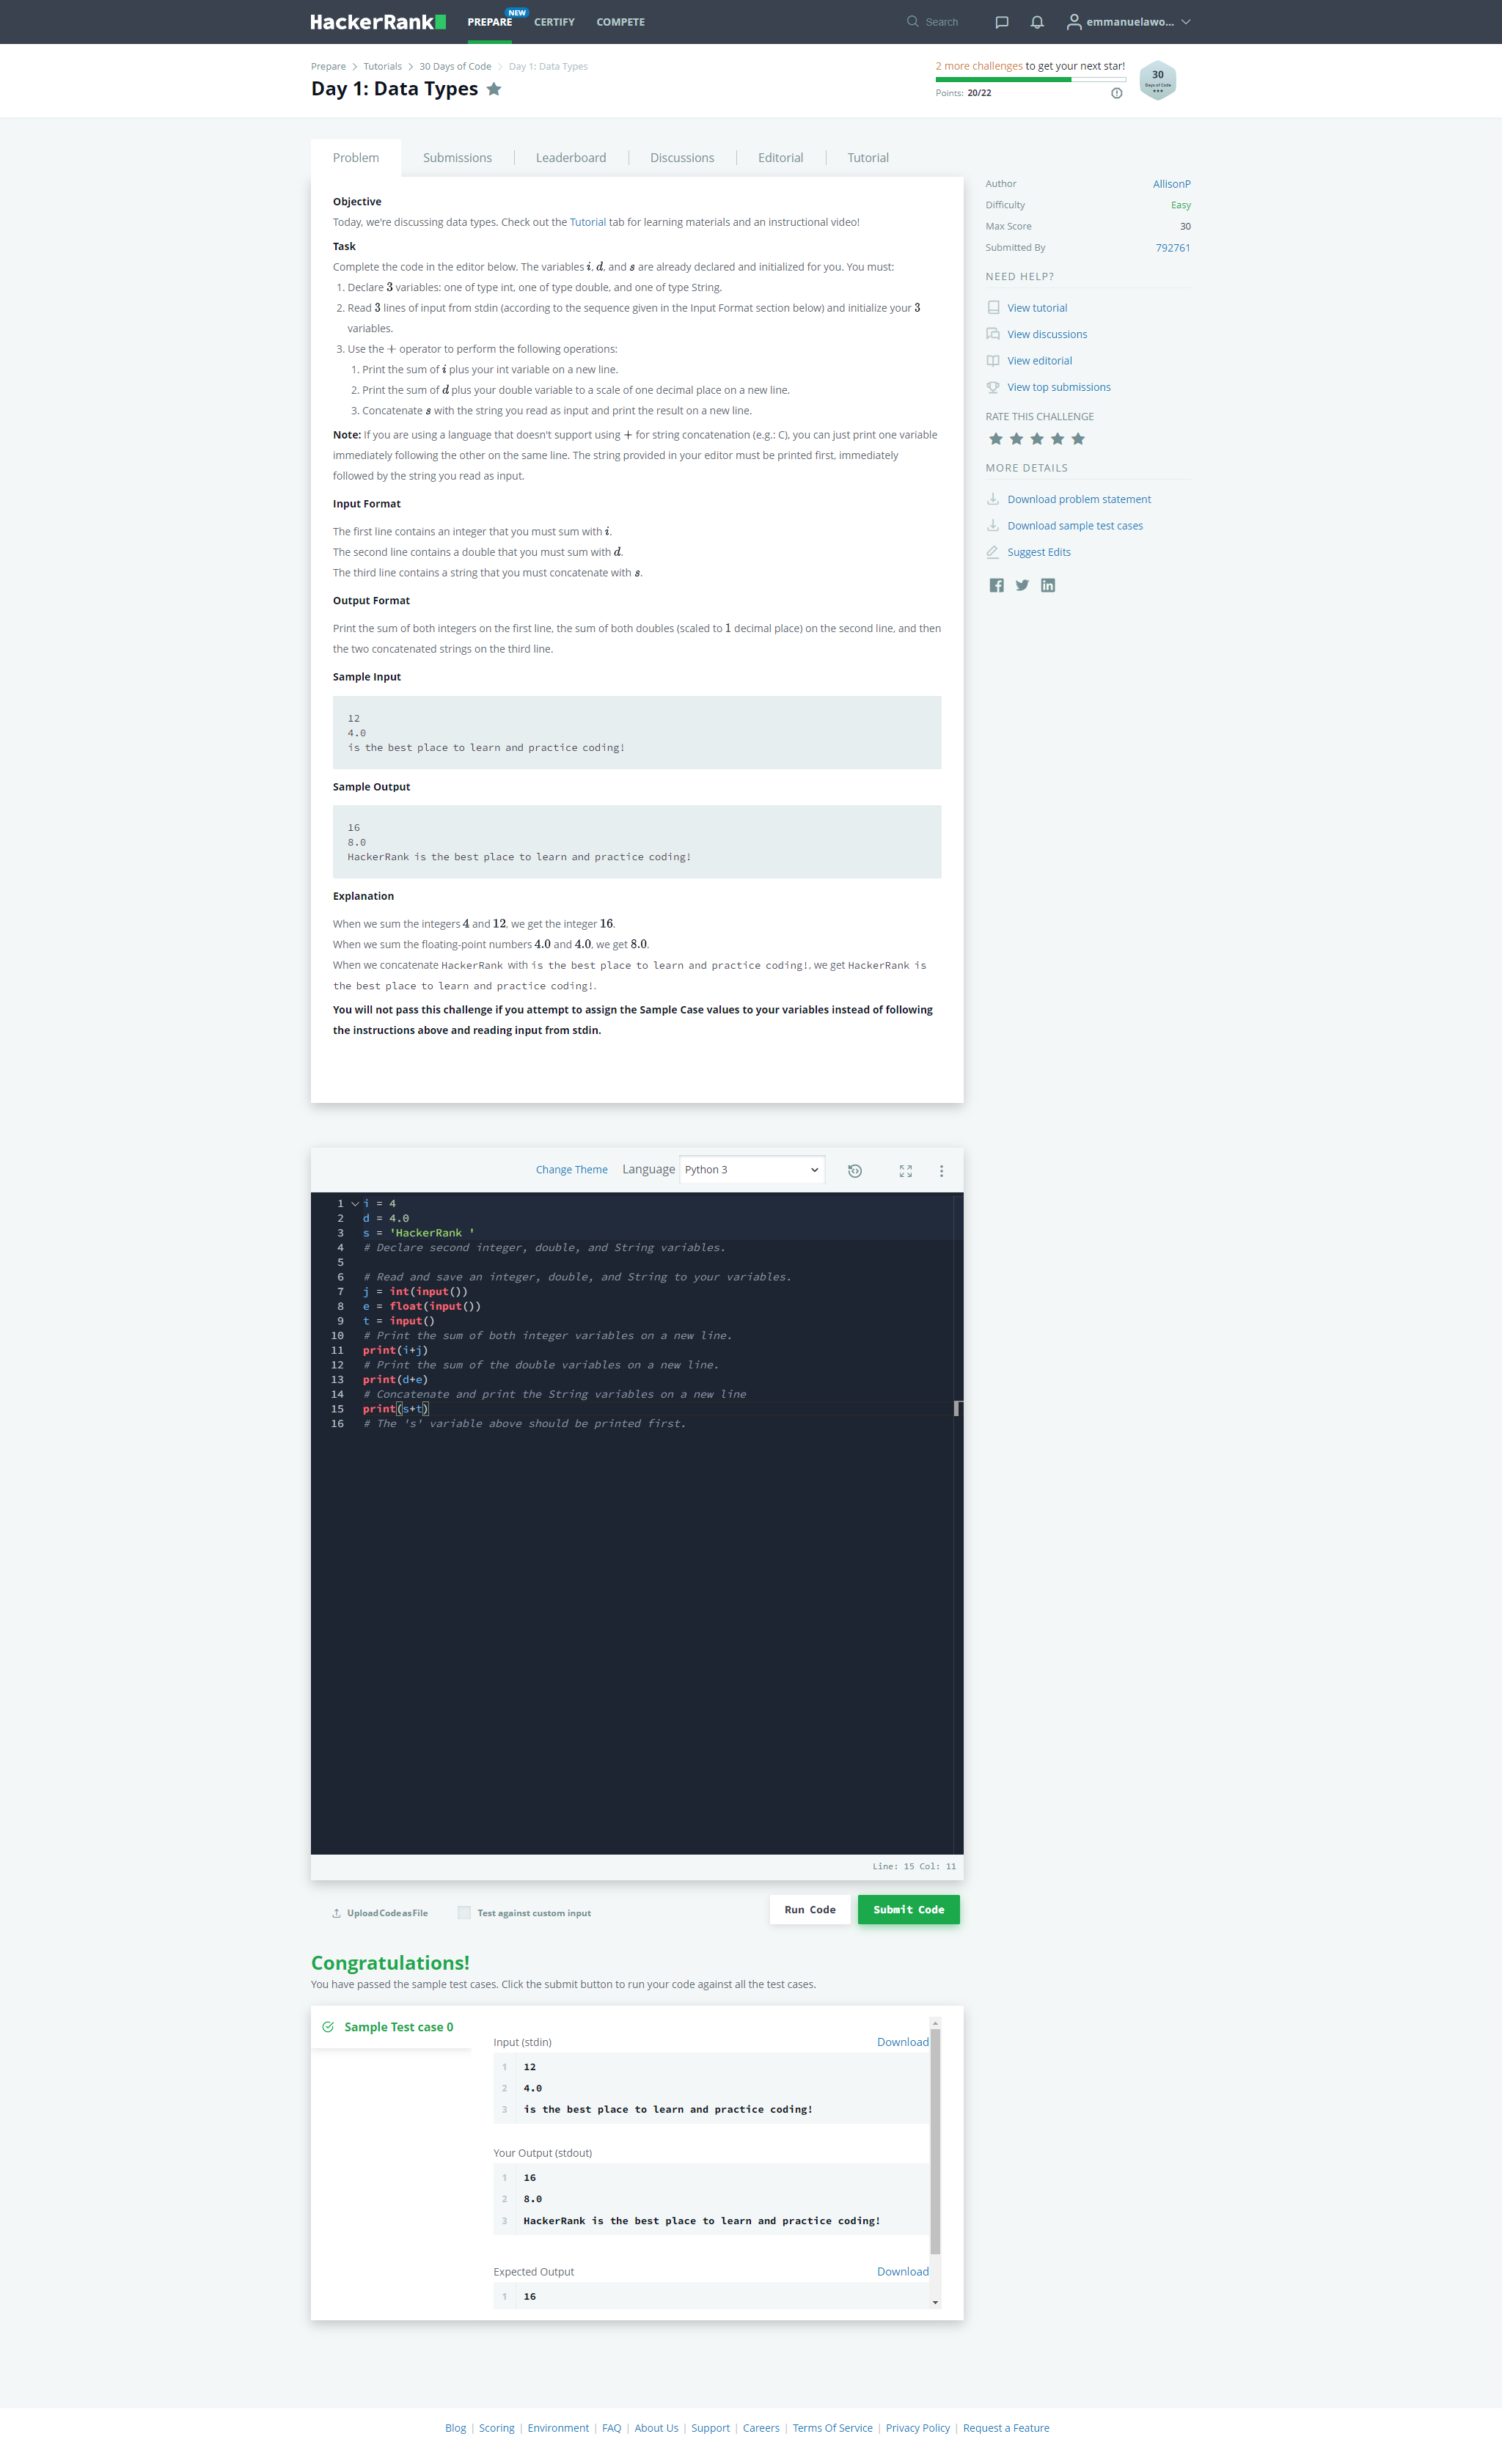 HackerRank
PREPARE NEW CERTIFY COMPETE
Search
emmanuelawo...
Prepare > Tutorials > 30 Days of Code > Day 1: Data Types
Day 1: Data Types
2 more challenges to get your next star!
Points: 20/22
30
Days of Code
Problem Submissions Leaderboard Discussions Editorial Tutorial
Objective
Today, we're discussing data types. Check out the Tutorial tab for learning materials and an instructional video!
Task
Complete the code in the editor below. The variables i, d, and s are already declared and initialized for you. You must:
1. Declare 3 variables: one of type int, one of type double, and one of type String.
2. Read 3 lines of input from stdin (according to the sequence given in the Input Format section below) and initialize your 3
variables.
3. Use the + operator to perform the following operations:
1. Print the sum of i plus your int variable on a new line.
2. Print the sum of d plus your double variable to a scale of one decimal place on a new line.
3. Concatenate s with the string you read as input and print the result on a new line.
Note: If you are using a language that doesn't support using + for string concatenation (e.g.: C), you can just print one variable
immediately following the other on the same line. The string provided in your editor must be printed first, immediately
followed by the string you read as input.
Input Format
The first line contains an integer that you must sum with i.
The second line contains a double that you must sum with d.
The third line contains a string that you must concatenate with s.
Output Format
Print the sum of both integers on the first line, the sum of both doubles (scaled to 1 decimal place) on the second line, and then
the two concatenated strings on the third line.
Sample Input
12
4.0
is the best place to learn and practice coding!
Sample Output
16
8.0
HackerRank is the best place to learn and practice coding!
Explanation
When we sum the integers 4 and 12, we get the integer 16.
When we sum the floating-point numbers 4.0 and 4.0, we get 8.0.
When we concatenate HackerRank with is the best place to learn and practice coding!, we get HackerRank is
the best place to learn and practice coding!.
You will not pass this challenge if you attempt to assign the Sample Case values to your variables instead of following
the instructions above and reading input from stdin.
Author AllisonP
Difficulty Easy
Max Score 30
Submitted By 792761
NEED HELP?
View tutorial
View discussions
View editorial
View top submissions
RATE THIS CHALLENGE
MORE DETAILS
Download problem statement
Download sample test cases
Suggest Edits
Change Theme Language Python 3
1 i = 4
2 d = 4.0
3 s = 'HackerRank '
4 # Declare second integer, double, and String variables.
5
6 # Read and save an integer, double, and String to your variables.
7 j = int(input())
8 e = float(input())
9 t = input()
10 # Print the sum of both integer variables on a new line.
11 print(i+j)
12 # Print the sum of the double variables on a new line.
13 print(d+e)
14 # Concatenate and print the String variables on a new line
15 print(s+t)
16 # The 's' variable above should be printed first.
Line: 15 Col: 11
Upload Code as File Test against custom input Run Code Submit Code
Congratulations!
You have passed the sample test cases. Click the submit button to run your code against all the test cases.
Sample Test case 0
Input (stdin) Download
1 12
2 4.0
3 is the best place to learn and practice coding!
Your Output (stdout)
1 16
2 8.0
3 HackerRank is the best place to learn and practice coding!
Expected Output Download
1 16
Blog | Scoring | Environment | FAQ | About Us | Support | Careers | Terms Of Service | Privacy Policy | Request a Feature